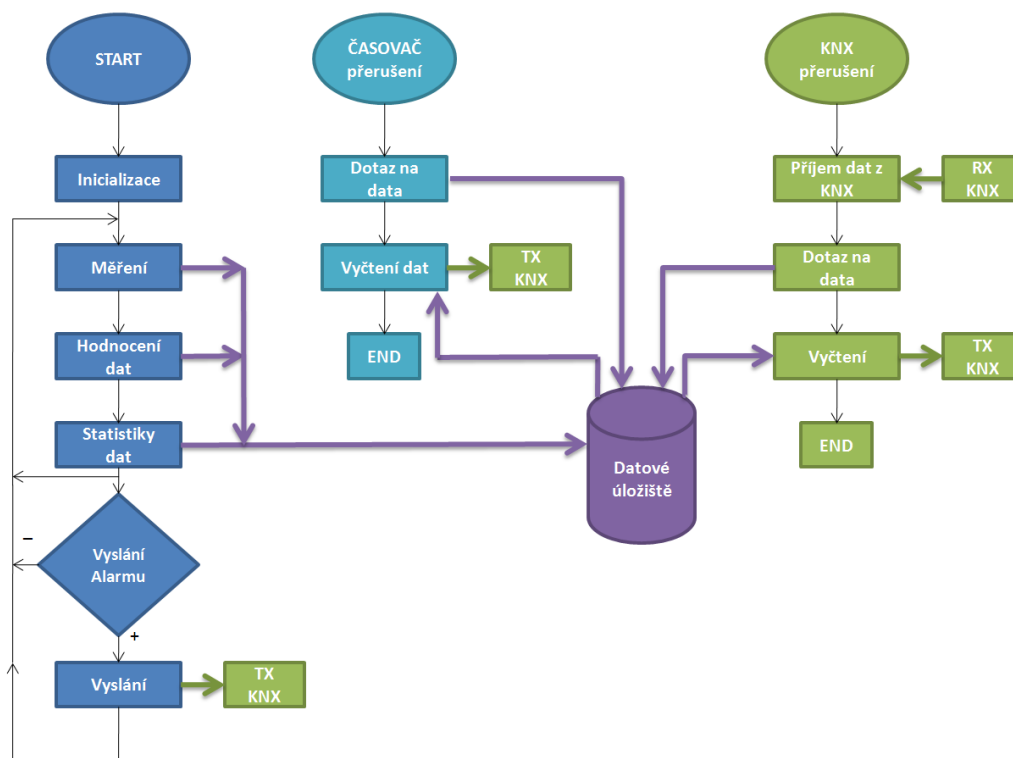 START
Inicializace
Měření
Hodnocení
dat
Statistiky
dat
–
Vyslání
Alarmu
+
Vyslání
TX
KNX
ČASOVAČ
přerušení
Dotaz na
data
Vyčtení dat
TX
KNX
END
Datové
úložiště
KNX
přerušení
Příjem dat z
KNX
RX
KNX
Dotaz na
data
Vyčtení
TX
KNX
END